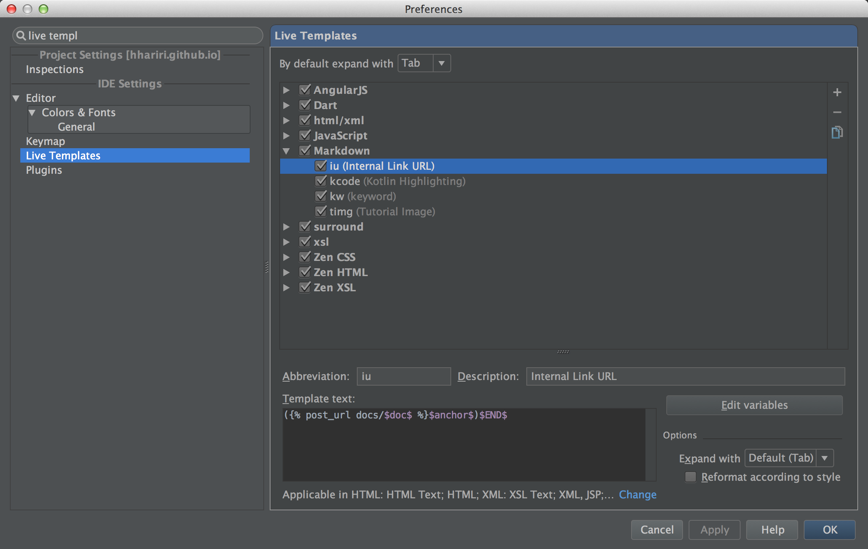 Preferences
live templ
Project Settings [hhariri.github.io]
Inspections
IDE Settings
Editor
Colors & Fonts
General
Keymap
Live Templates
Plugins
Live Templates
By default expand with Tab
AngularJS
Dart
html/xml
JavaScript
Markdown
iu (Internal Link URL)
kcode (Kotlin Highlighting)
kw (keyword)
timg (Tutorial Image)
surround
xsl
Zen CSS
Zen HTML
Zen XSL
Abbreviation: iu Description: Internal Link URL
Template text:
({% post_url docs/$doc$ %}$anchor$)$END$
Edit variables
Options
Expand with Default (Tab)
Reformat according to style
Applicable in HTML: HTML Text; HTML; XML: XSL Text; XML, JSP;... Change
Cancel Apply Help OK